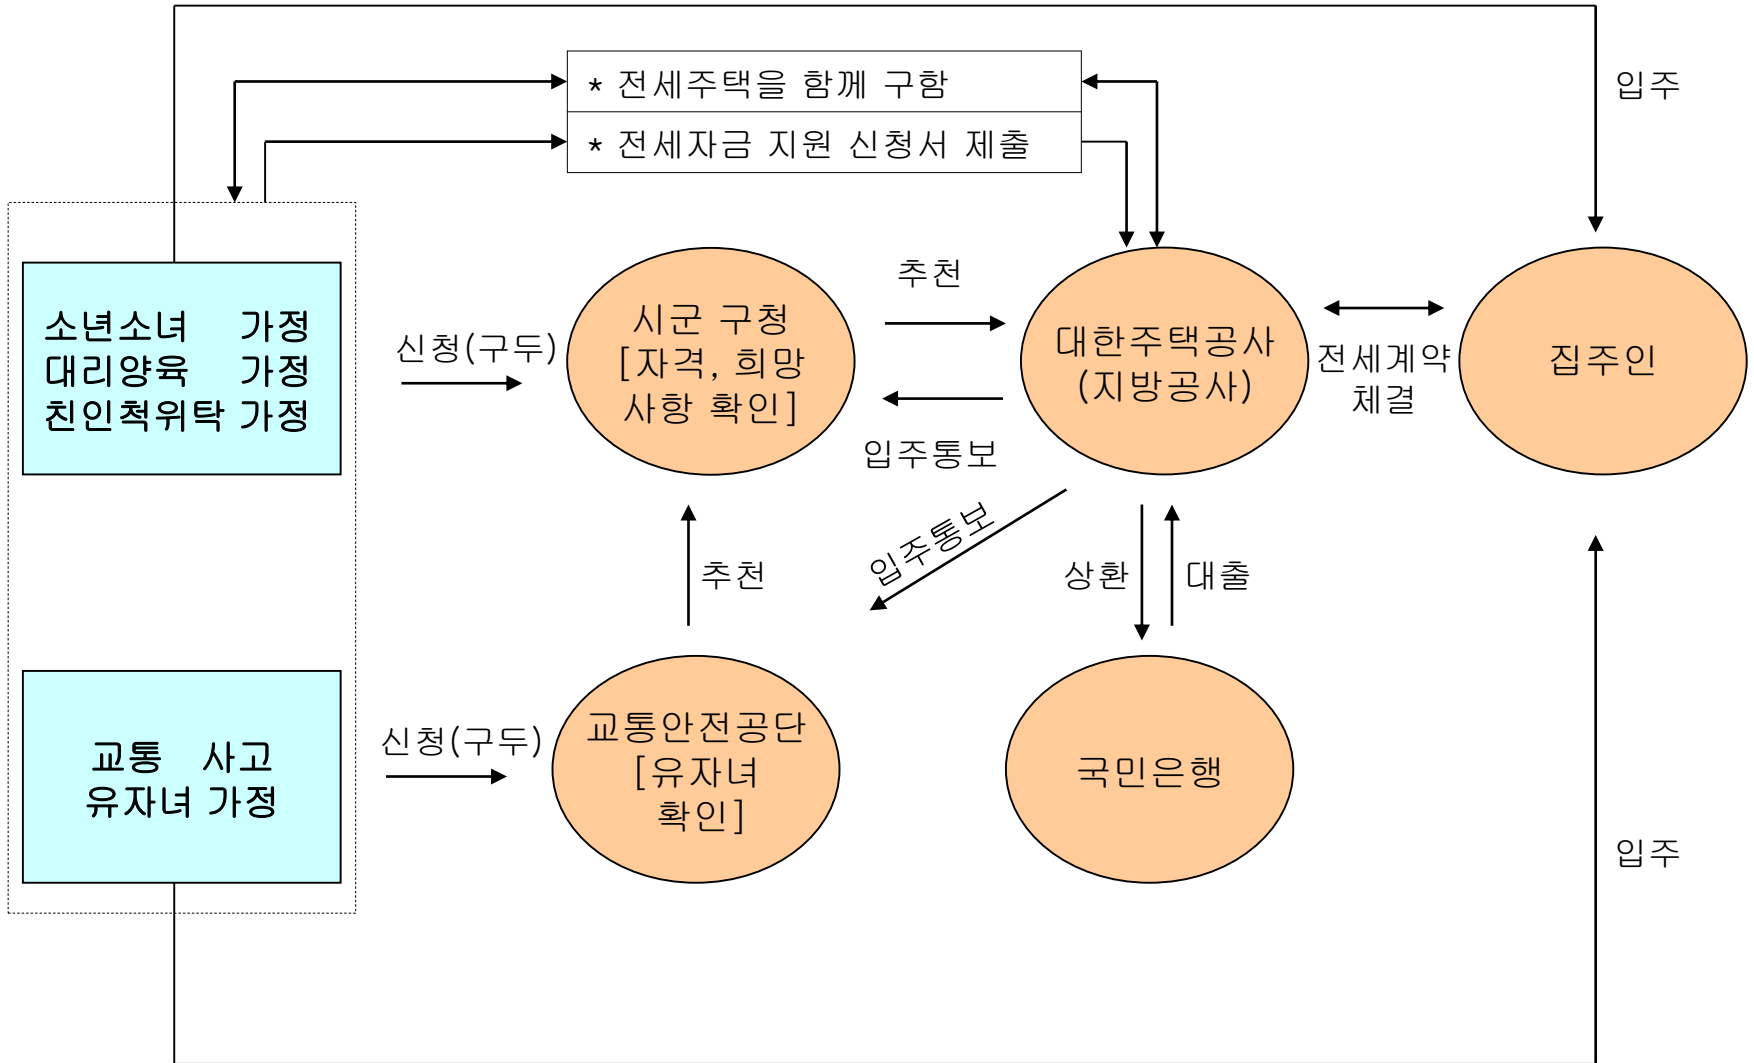 * 전세주택을 함께 구함
* 전세자금 지원 신청서 제출
입주
소년소녀 가정
대리양육 가정
친인척위탁 가정
신청(구두)
시군 구청
[자격, 희망
사항 확인]
추천
입주통보
대한주택공사
(지방공사)
전세계약
체결
집주인
추천
입주통보
상환
대출
교통 사고
유자녀 가정
신청(구두)
교통안전공단
[유자녀
확인]
국민은행
입주